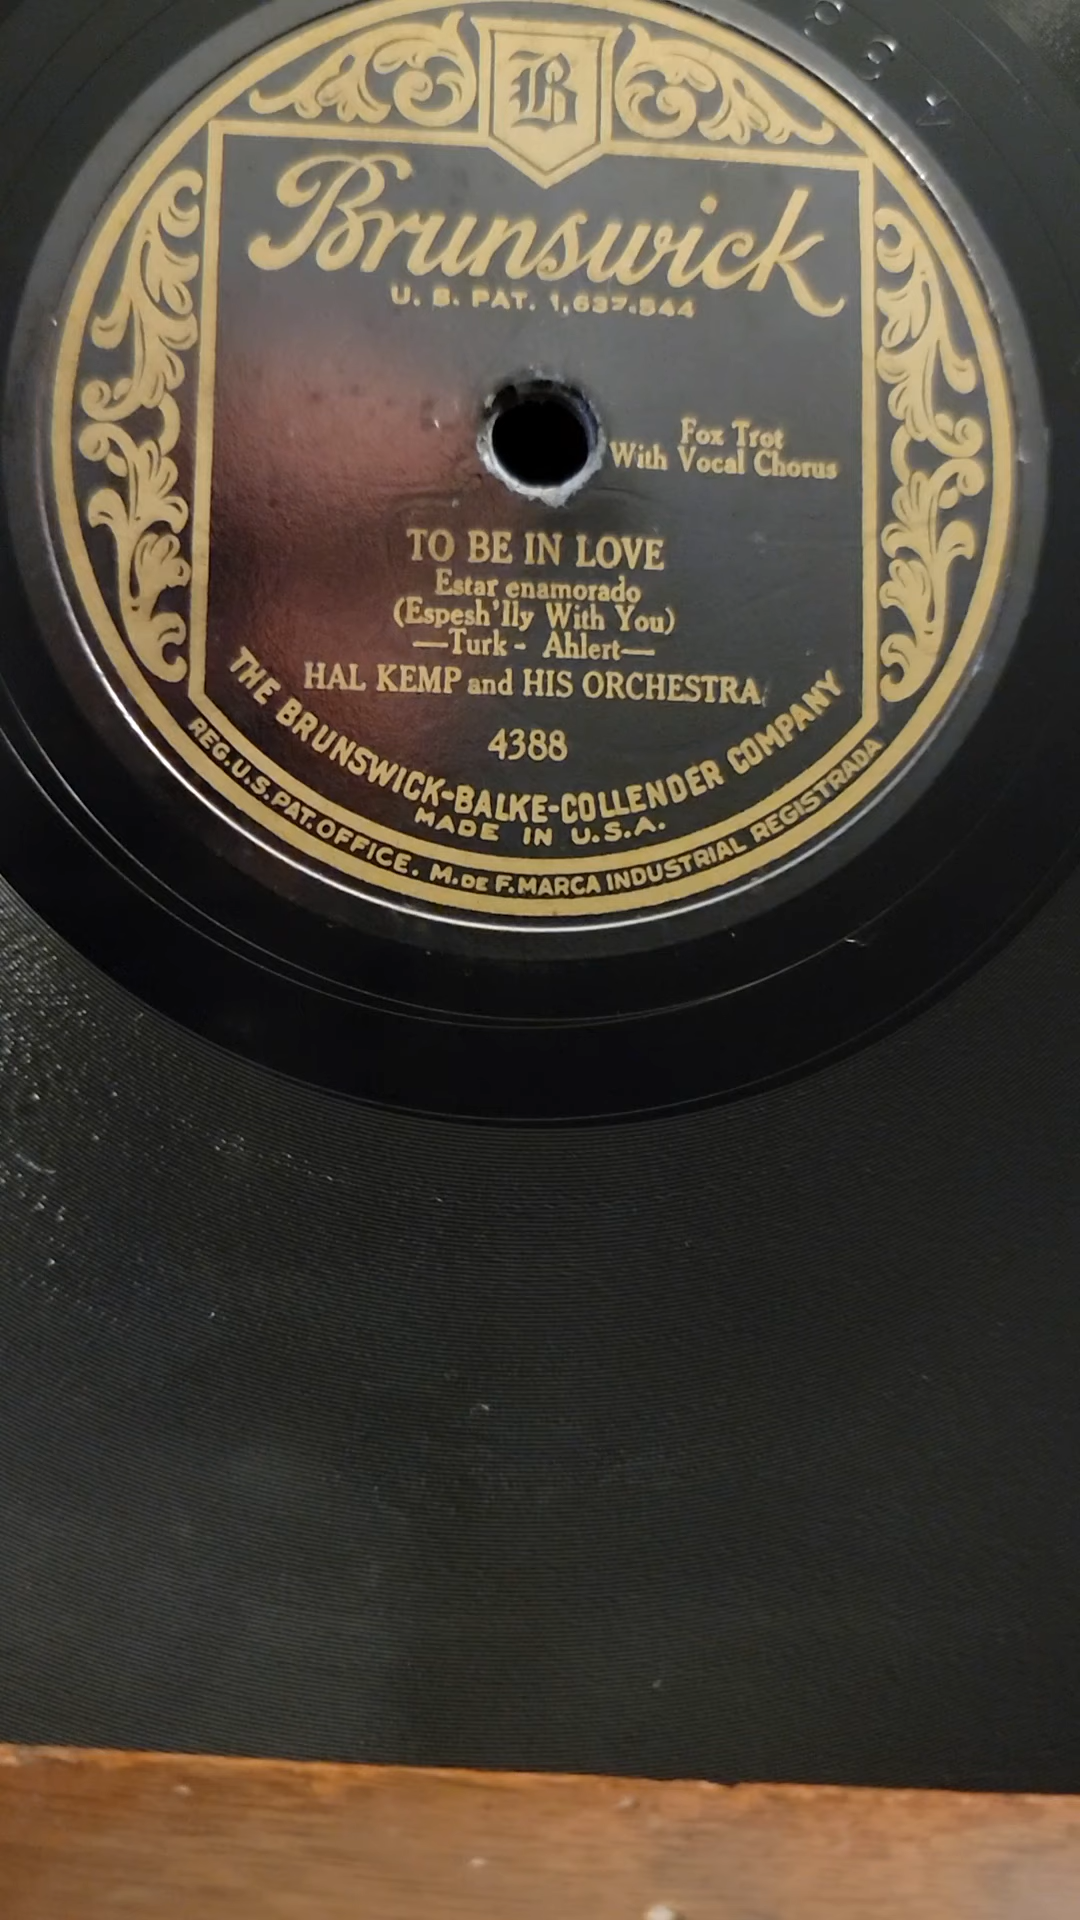 B
Brunswick
U. S. PAT. 1,637,544
Fox Trot
With Vocal Chorus
TO BE IN LOVE
Estar enamorado
(Espesh'lly With You)
—Turk - Ahlert—
HAL KEMP and HIS ORCHESTRA
4388
THE BRUNSWICK-BALKE-COLLENDER COMPANY
MADE IN U.S.A.
REG. U.S. PAT. OFFICE. M. DE F. MARCA INDUSTRIAL REGISTRADA